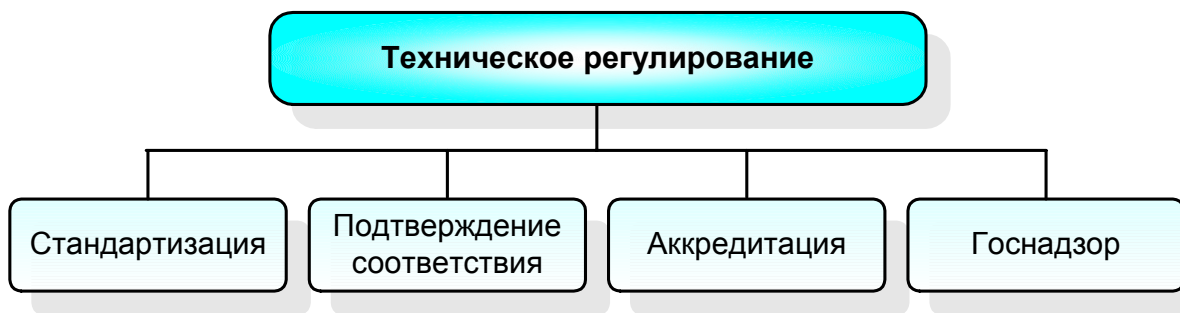 Техническое регулирование
Стандартизация
Подтверждение
соответствия
Аккредитация
Госнадзор